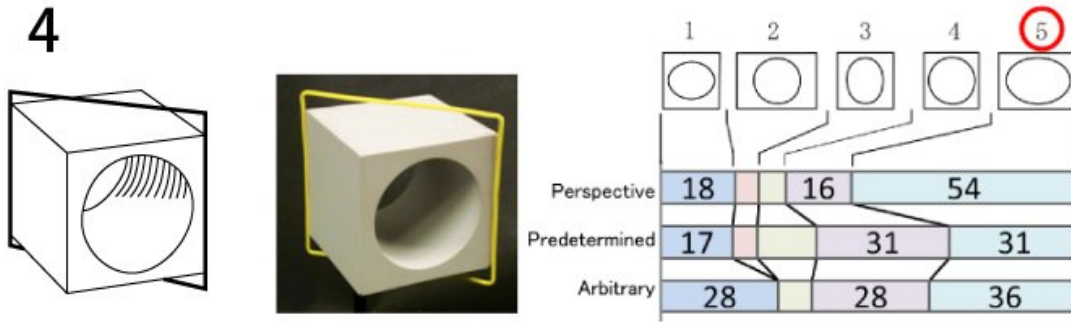 4
1 2 3 4 5
Perspective 18 16 54
Predetermined 17 31 31
Arbitrary 28 28 36